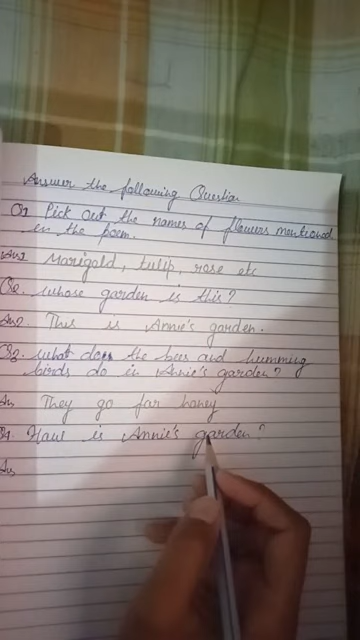 Answer the following Question
Q1 Pick out the names of flowers mentioned
in the poem.
Ans1 Marigold, tulip, rose etc
Q2. whose garden is this?
Ans2. This is Annie's garden.
Q3. what does the bees and humming
birds do in Annie's garden?
Ans They go for honey
Q4 How is Annie's garden?
Ans